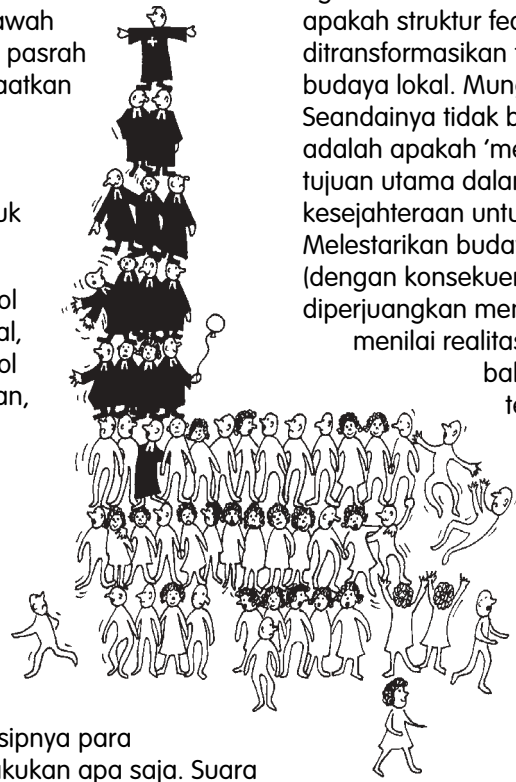 awah
pasrah
aatkan
uk
ol
al,
ol
an,
sipnya para
kukan apa saja. Suara
apakah struktur
ditransformasikan
budaya lokal.
Seandainya tidak b
adalah apakah 'me
tujuan utama dalar
kesejahteraan untu
Melestarikan buda
(dengan konsekuer
diperjuangkan mer
menilai realitas
bal
te